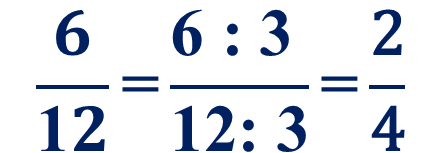 6/12 = 6 : 3/12: 3 = 2/4